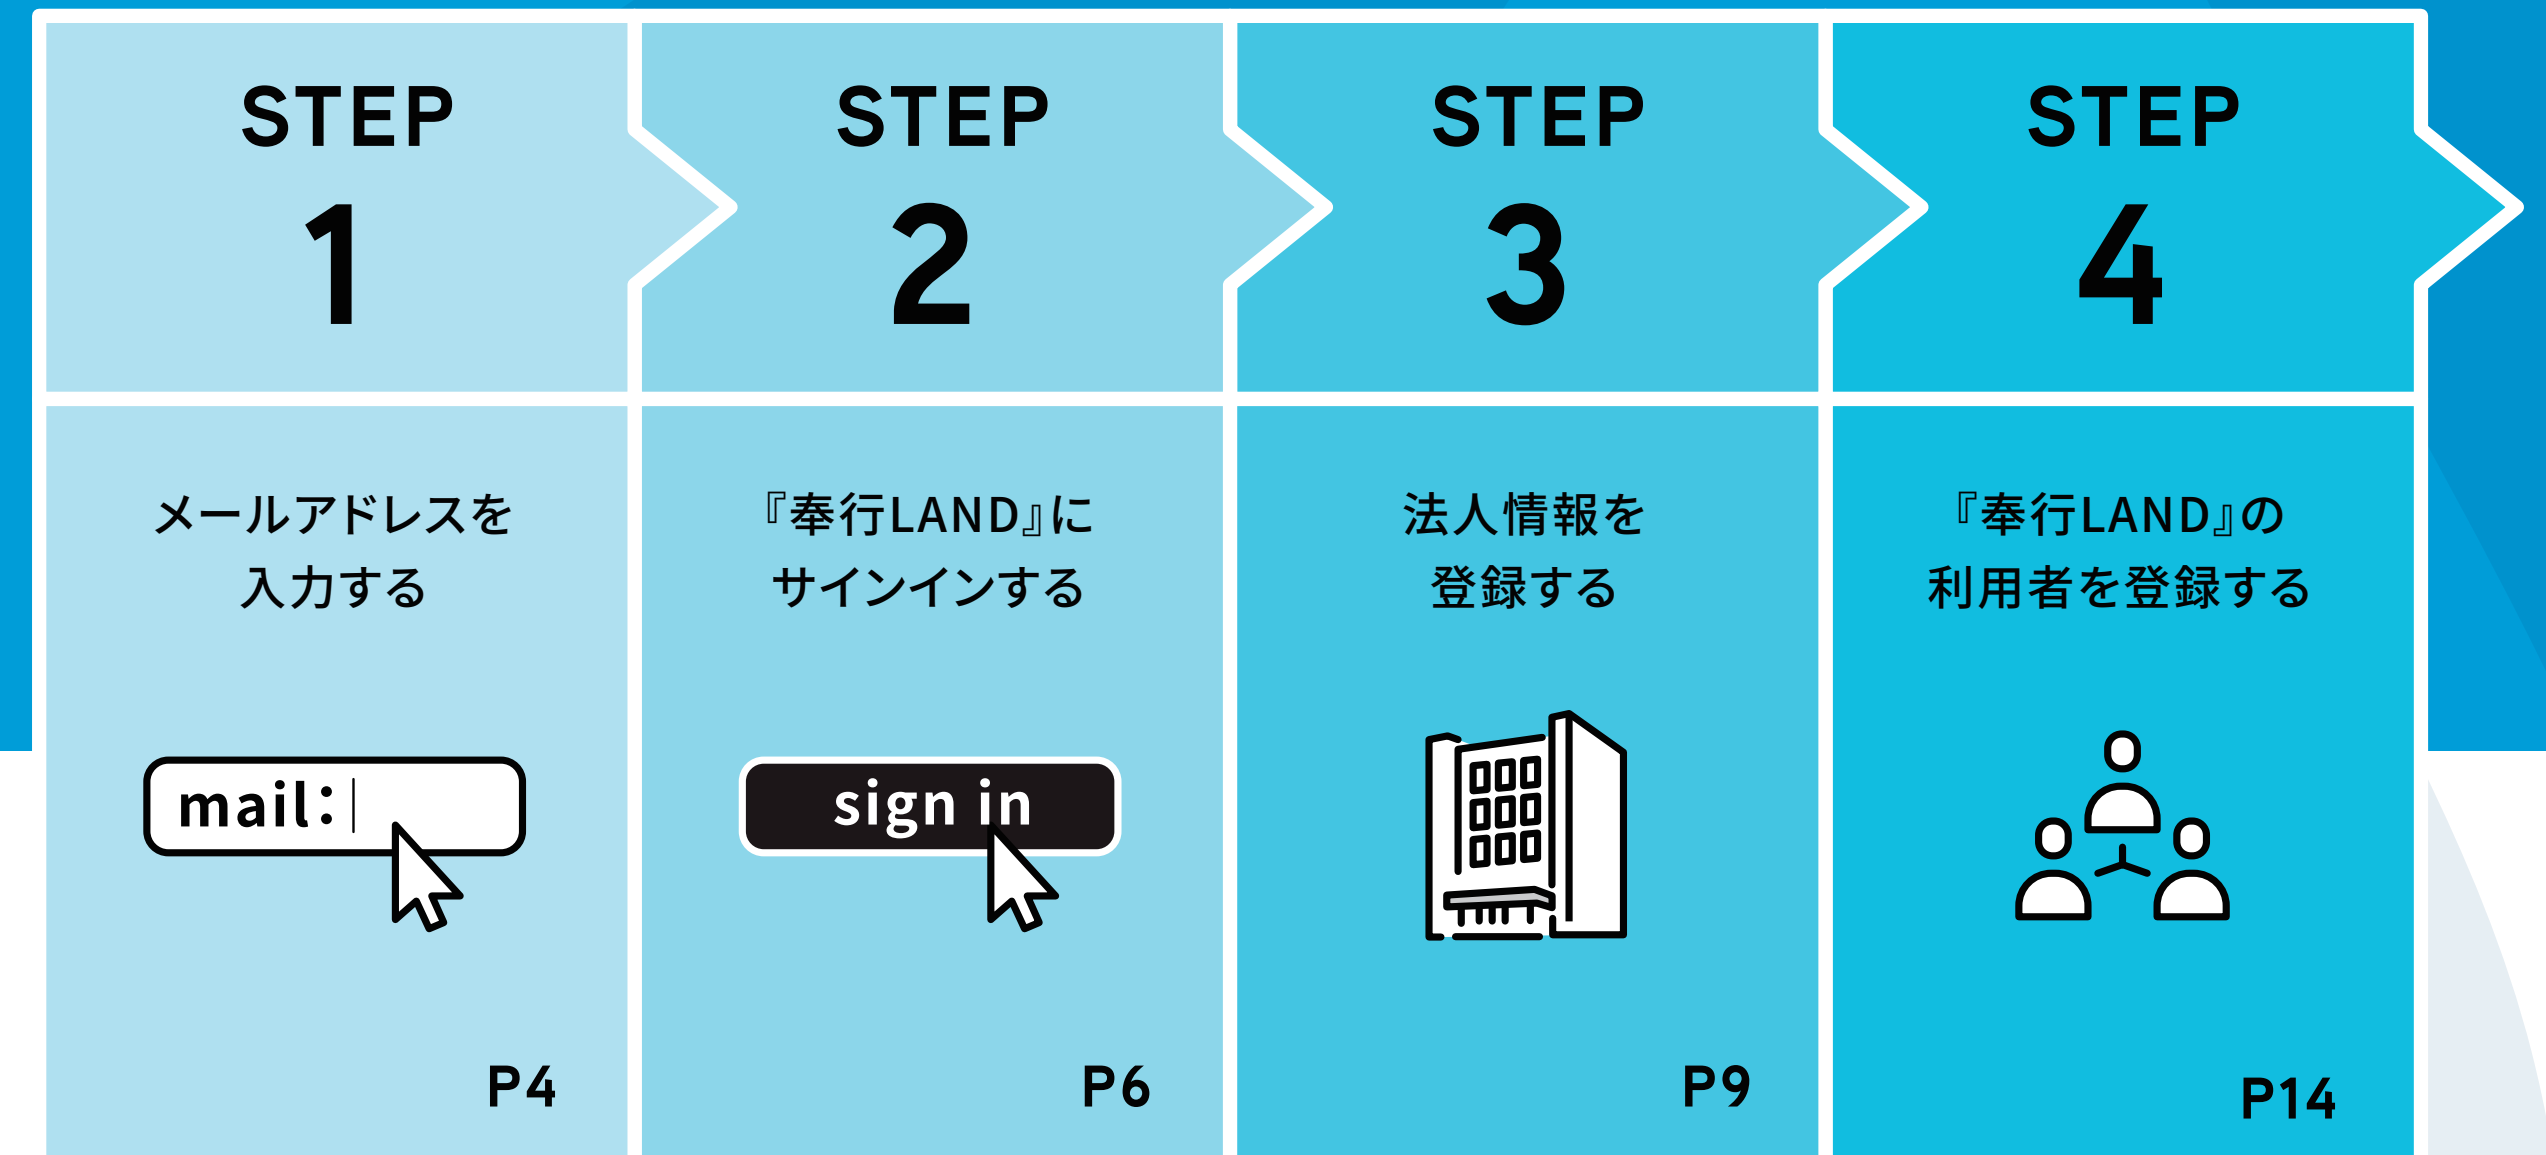 STEP
1
STEP
2
STEP
3
STEP
4
メールアドレスを
入力する
mail:
P4
『奉行LAND』に
サインインする
sign in
P6
法人情報を
登録する
P9
『奉行LAND』の
利用者を登録する
P14